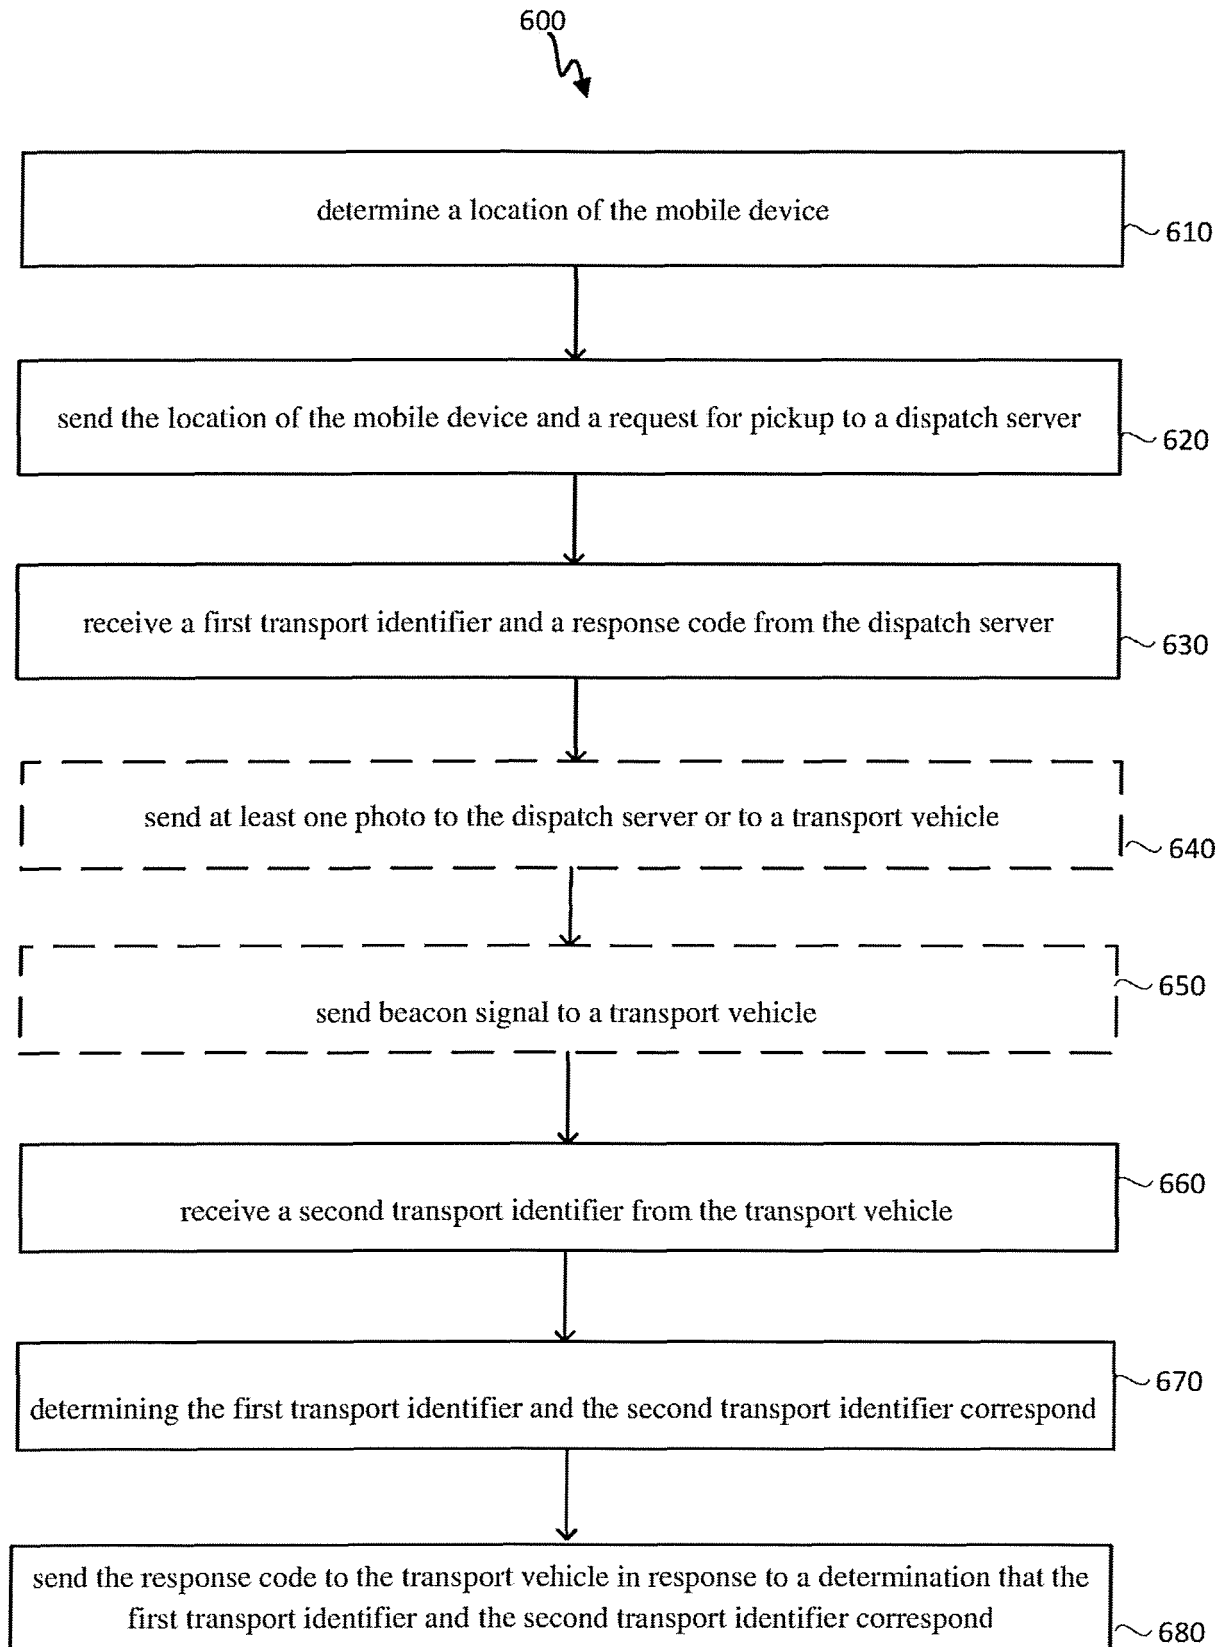 600
determine a location of the mobile device
610
send the location of the mobile device and a request for pickup to a dispatch server
620
receive a first transport identifier and a response code from the dispatch server
630
send at least one photo to the dispatch server or to a transport vehicle
640
650
send beacon signal to a transport vehicle
660
receive a second transport identifier from the transport vehicle
670
determining the first transport identifier and the second transport identifier correspond
send the response code to the transport vehicle in response to a determination that the
first transport identifier and the second transport identifier correspond
680